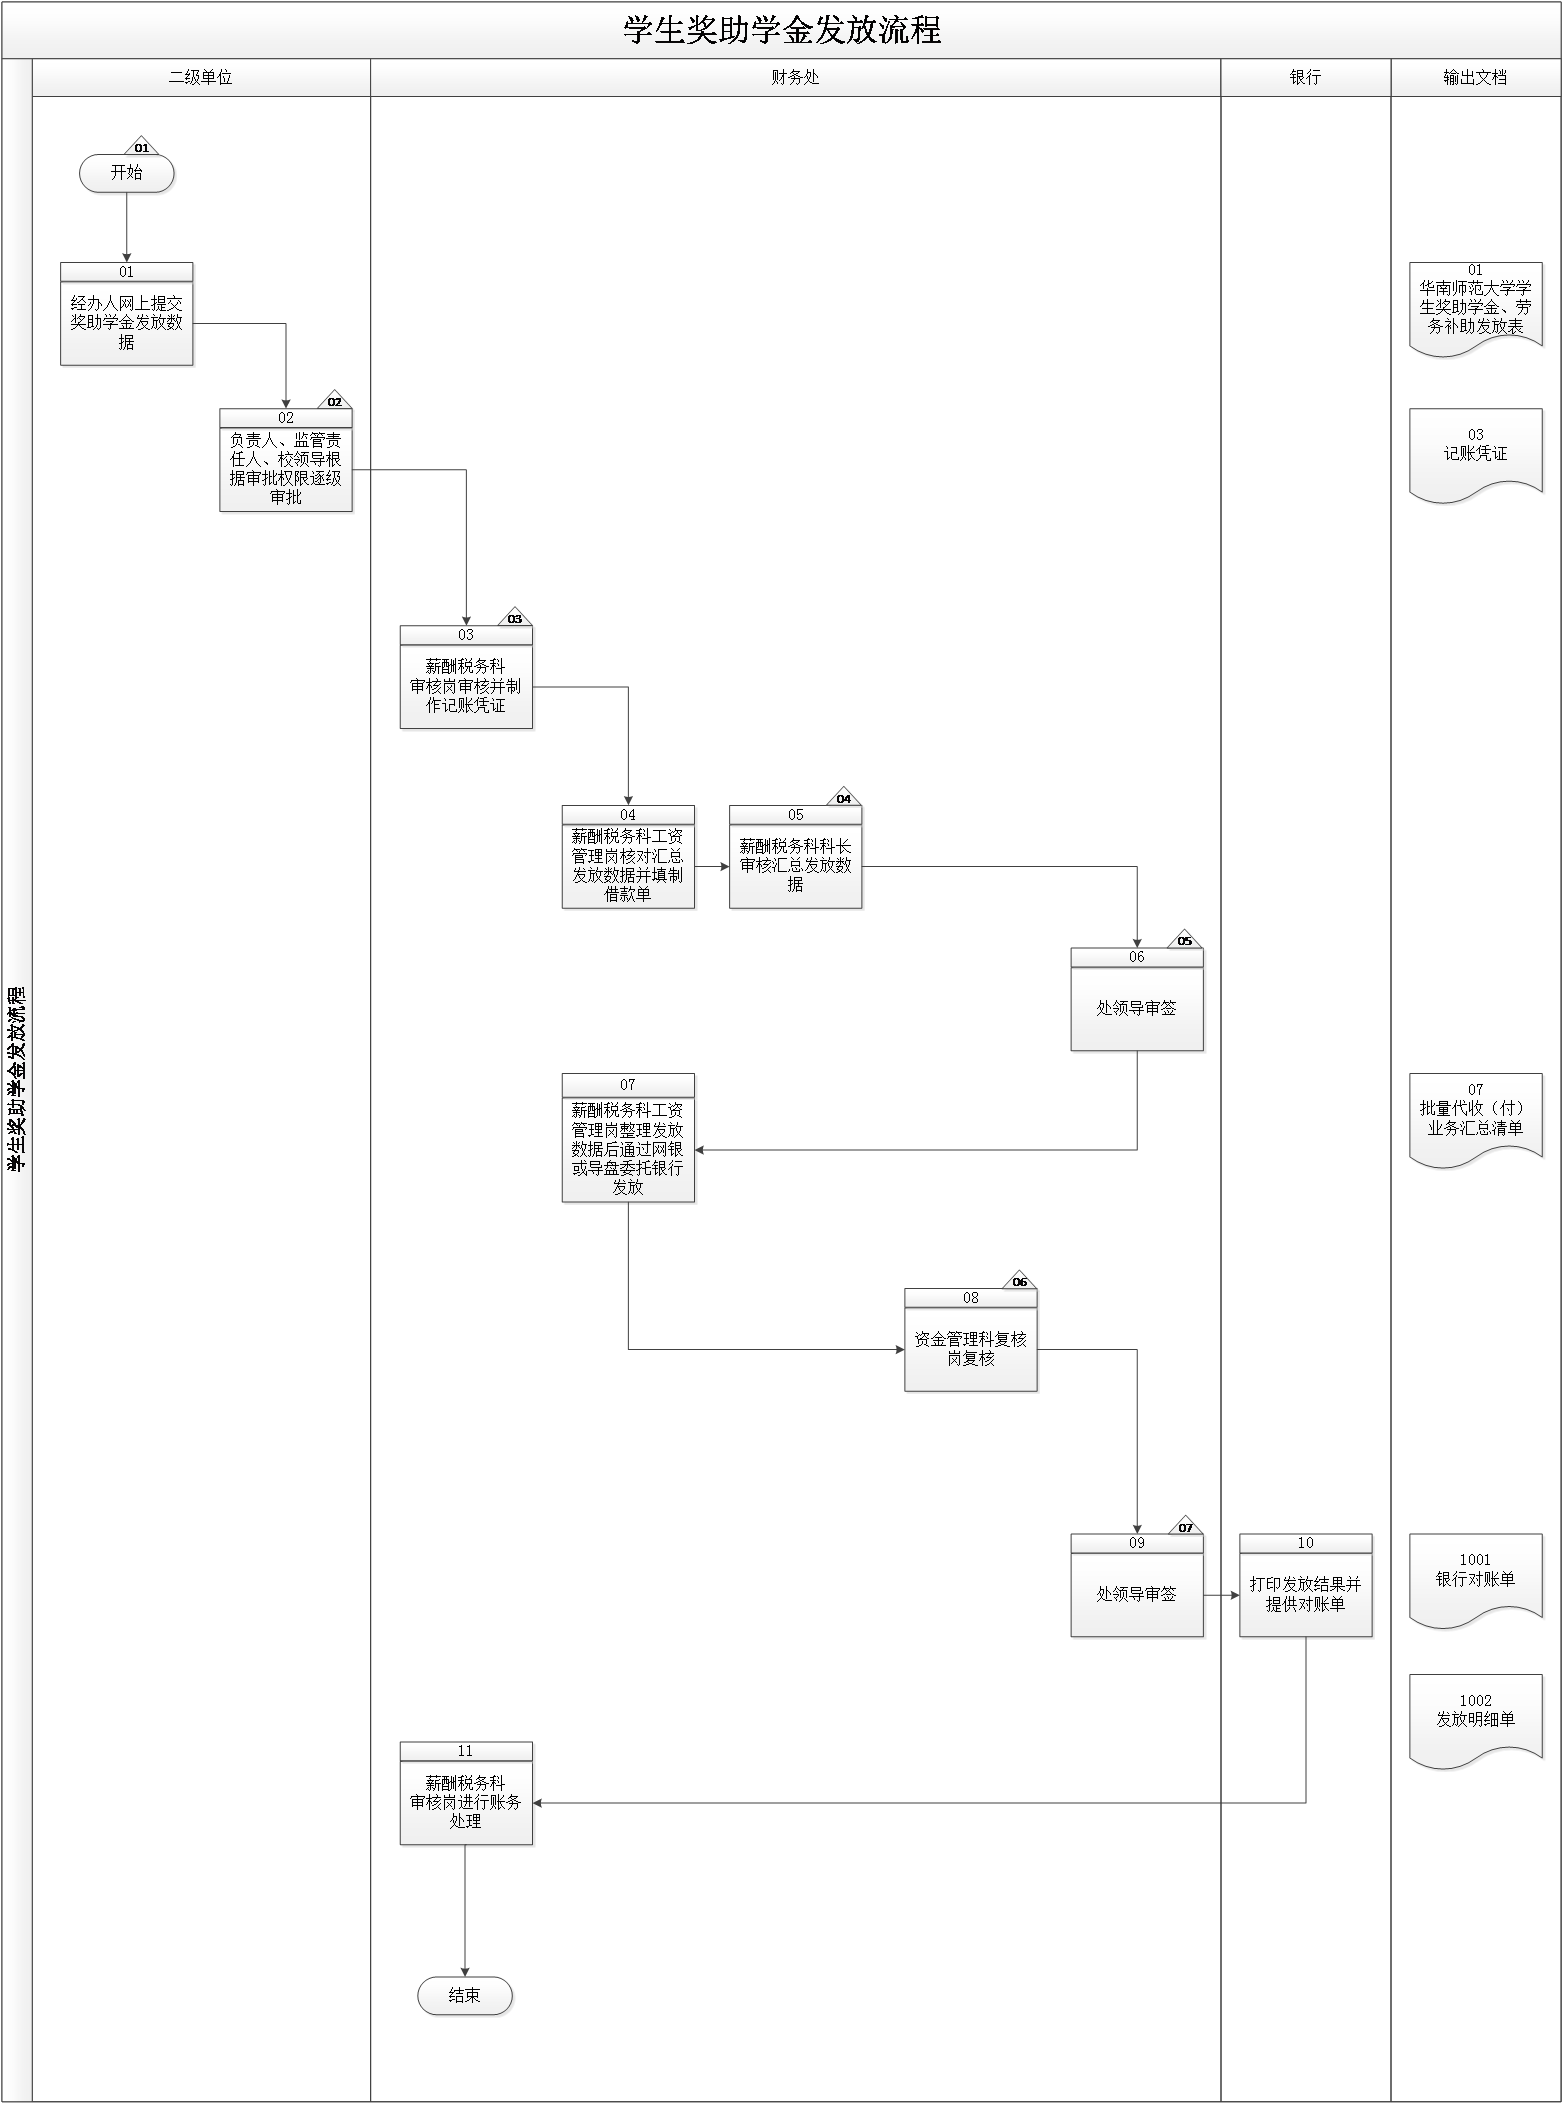 学生奖助学金发放流程
二级单位
财务处
银行
输出文档
学生奖助学金发放流程
01
开始
01
经办人网上提交
奖助学金发放数
据
01
华南师范大学学
生奖助学金、劳
务补助发放表
02
02
负责人、监管责
任人、校领导根
据审批权限逐级
审批
03
记账凭证
03
03
薪酬税务科
审核岗审核并制
作记账凭证
04
薪酬税务科工资
管理岗核对汇总
发放数据并填制
借款单
04
05
薪酬税务科科长
审核汇总发放数
据
05
06
处领导审签
07
薪酬税务科工资
管理岗整理发放
数据后通过网银
或导盘委托银行
发放
07
批量代收（付）
业务汇总清单
06
08
资金管理科复核
岗复核
07
09
处领导审签
10
打印发放结果并
提供对账单
1001
银行对账单
1002
发放明细单
11
薪酬税务科
审核岗进行账务
处理
结束